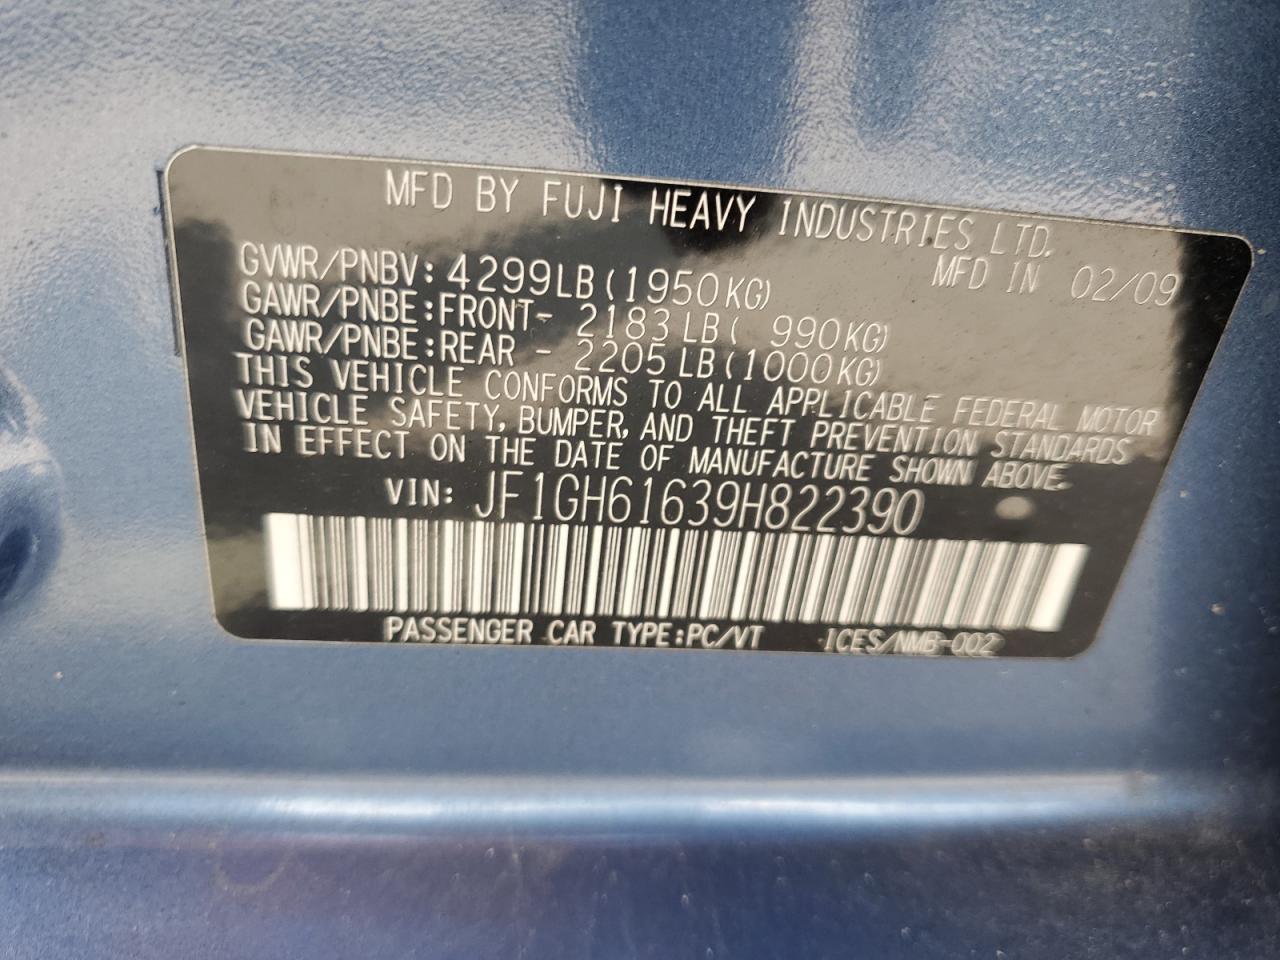 MFD BY FUJI HEAVY INDUSTRIES LTD.
MFD IN 02/09
GVWR/PNBV: 4299LB(1950KG)
GAWR/PNBE:FRONT- 2183LB( 990KG)
GAWR/PNBE:REAR - 2205LB(1000KG)
THIS VEHICLE CONFORMS TO ALL APPLICABLE FEDERAL MOTOR
VEHICLE SAFETY, BUMPER, AND THEFT PREVENTION STANDARDS
IN EFFECT ON THE DATE OF MANUFACTURE SHOWN ABOVE.
VIN: JF1GH61639H822390
PASSENGER CAR TYPE:PC/VT ICES/NMB-002